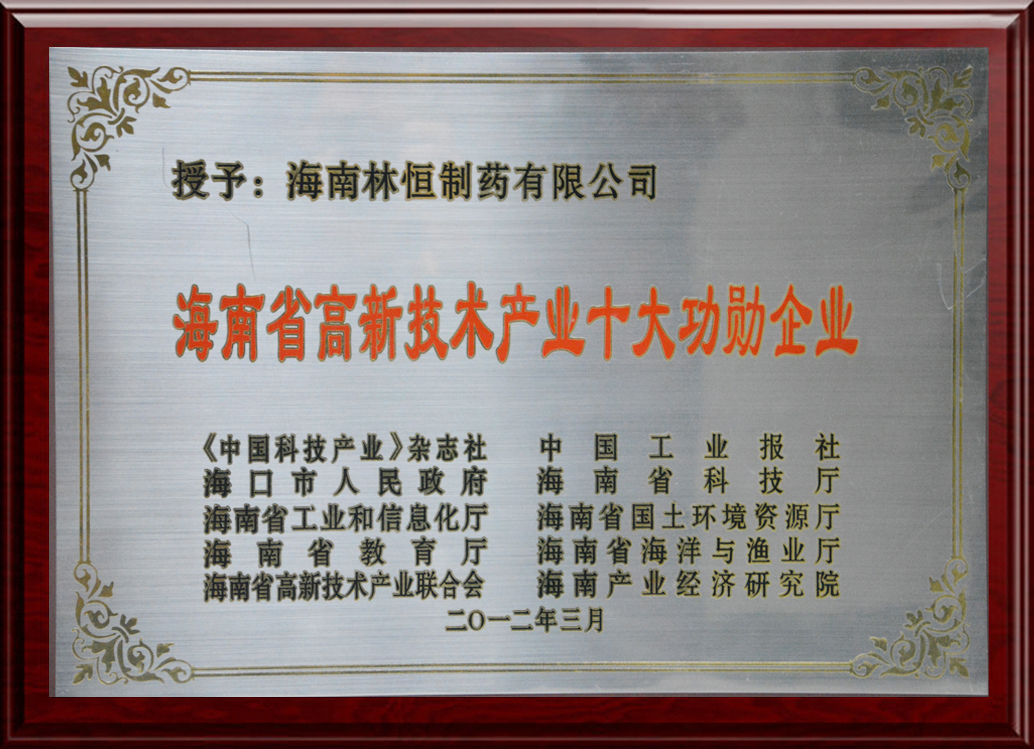 授予：海南林恒制药有限公司
海南省高新技术产业十大功勋企业
《中国科技产业》杂志社 中国工业报社
海口市人民政府 海南省科技厅
海南省工业和信息化厅 海南省国土环境资源厅
海南省教育厅 海南省海洋与渔业厅
海南省高新技术产业联合会 海南产业经济研究院
二〇一二年三月